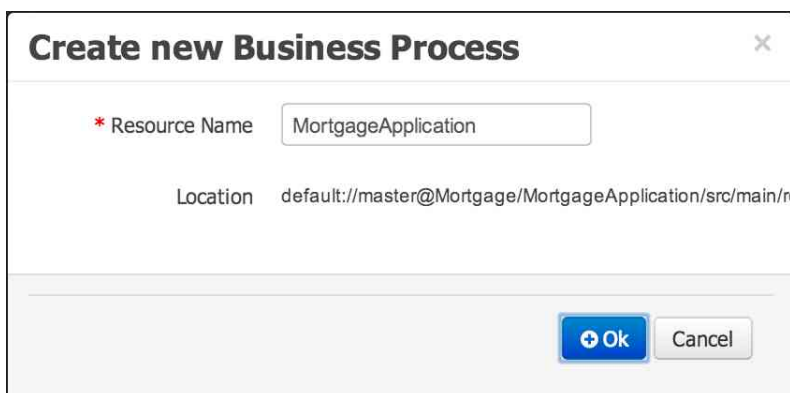 Create new Business Process ×
* Resource Name MortgageApplication
Location default://master@Mortgage/MortgageApplication/src/main/
Ok Cancel